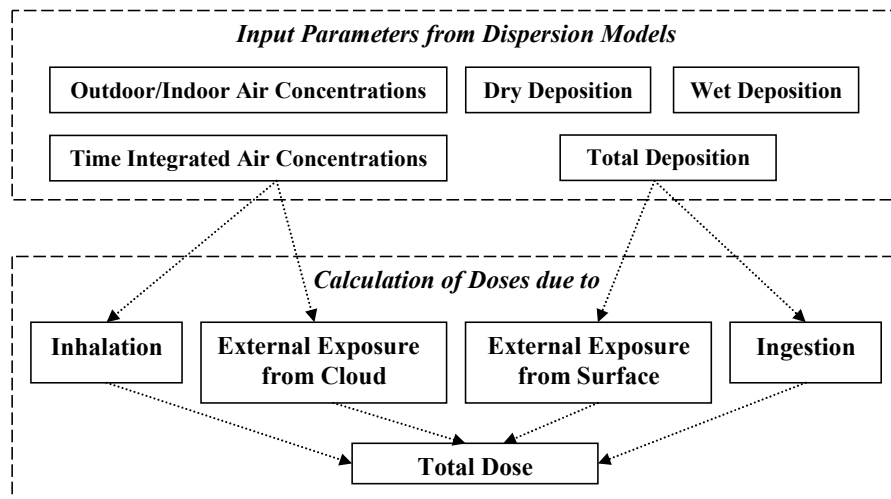 Input Parameters from Dispersion Models
Outdoor/Indoor Air Concentrations
Dry Deposition
Wet Deposition
Time Integrated Air Concentrations
Total Deposition
Calculation of Doses due to
Inhalation
External Exposure
from Cloud
External Exposure
from Surface
Ingestion
Total Dose